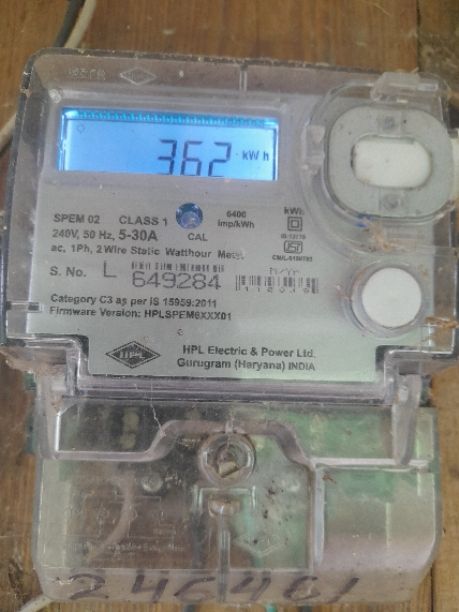 362 kWh
SPEM 02 CLASS 1 6400 imp/kWh kWh
240V, 50 Hz, 5-30A CAL
ac, 1Ph, 2 Wire Static Watthour Meter
S. No. L 649284
Category C3 as per IS 15959:2011
Firmware Version: HPLSPEM6XXX01
HPL
HPL Electric & Power Ltd.
Gurugram (Haryana) INDIA
246461